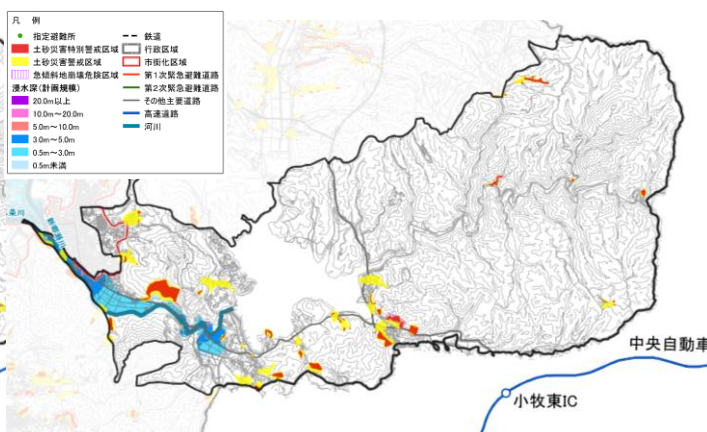 凡 例
指定避難所
土砂災害特別警戒区域
土砂災害警戒区域
急傾斜地崩壊危険区域
浸水深(計画規模)
20.0m以上
10.0m~20.0m
5.0m~10.0m
3.0m~5.0m
0.5m~3.0m
0.5m未満
鉄道
行政区域
市街化区域
第1次緊急避難道路
第2次緊急避難道路
その他主要道路
高速道路
河川
中央自動車
小牧東IC